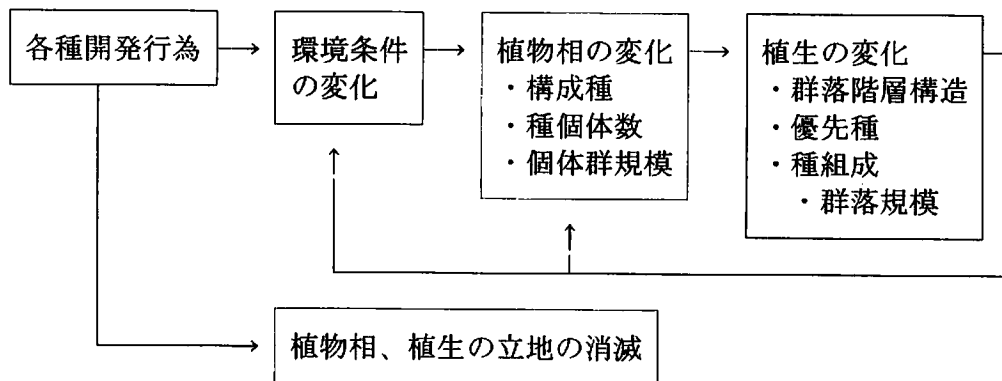 各種開発行為
環境条件
の変化
植物相の変化
・構成種
・種個体数
・個体群規模
植生の変化
・群落階層構造
・優先種
・種組成
・群落規模
植物相、植生の立地の消滅